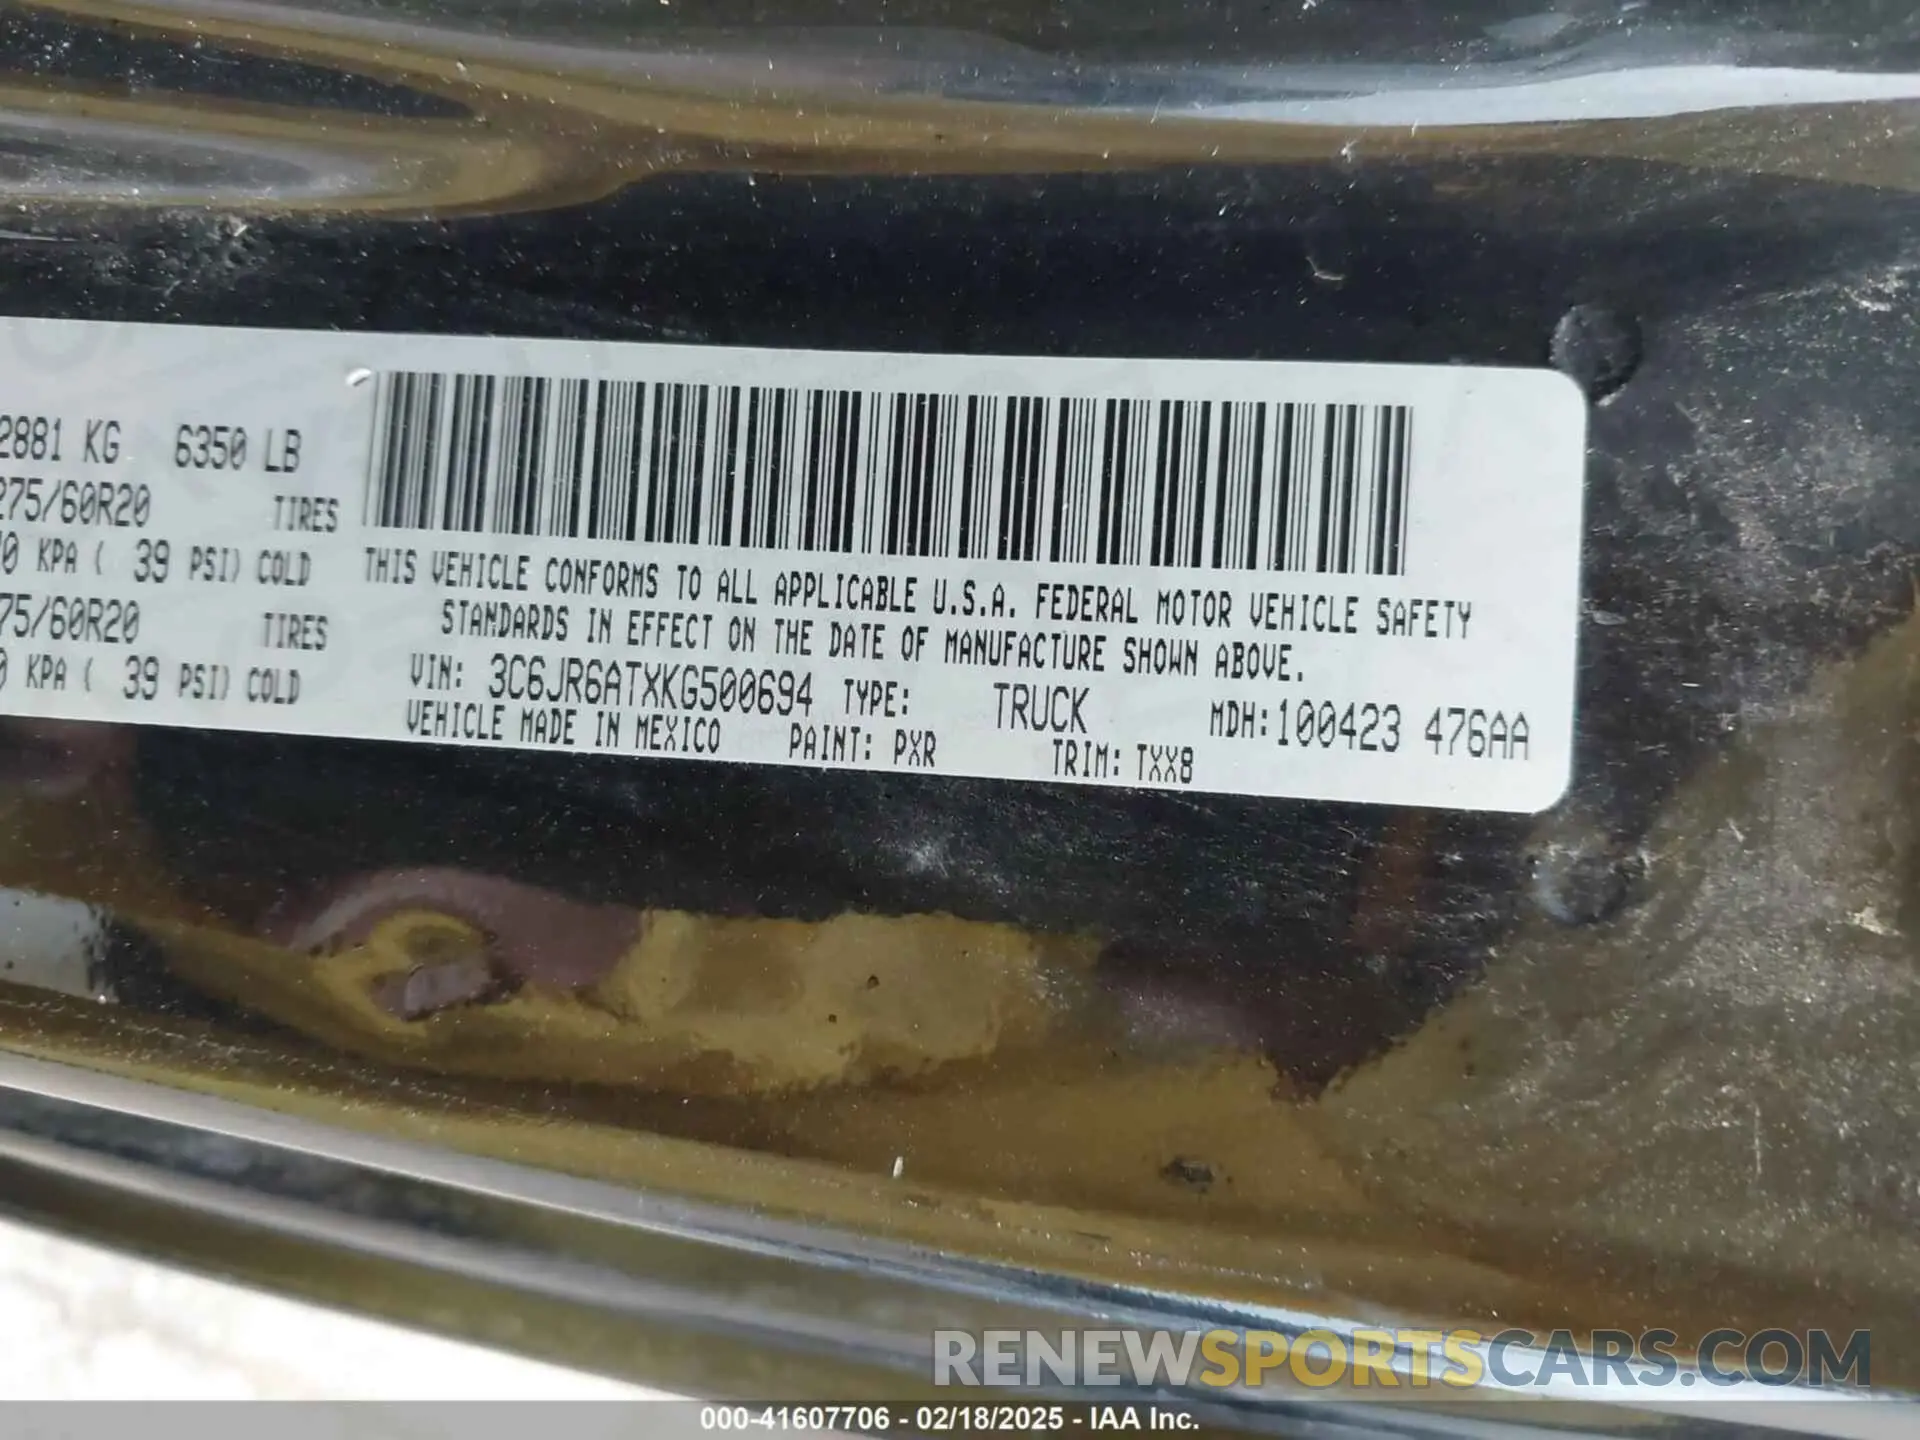 2881 KG 6350 LB
275/60R20 TIRES
0 KPA ( 39 PSI) COLD
75/60R20 TIRES
0 KPA ( 39 PSI) COLD
THIS VEHICLE CONFORMS TO ALL APPLICABLE U.S.A. FEDERAL MOTOR VEHICLE SAFETY
STANDARDS IN EFFECT ON THE DATE OF MANUFACTURE SHOWN ABOVE.
VIN: 3C6JR6ATXKG500694 TYPE: TRUCK MDH:100423 476AA
VEHICLE MADE IN MEXICO PAINT: PXR TRIM: TXX8
RENEWSPORTSCARS.COM
000-41607706 - 02/18/2025 - IAA Inc.